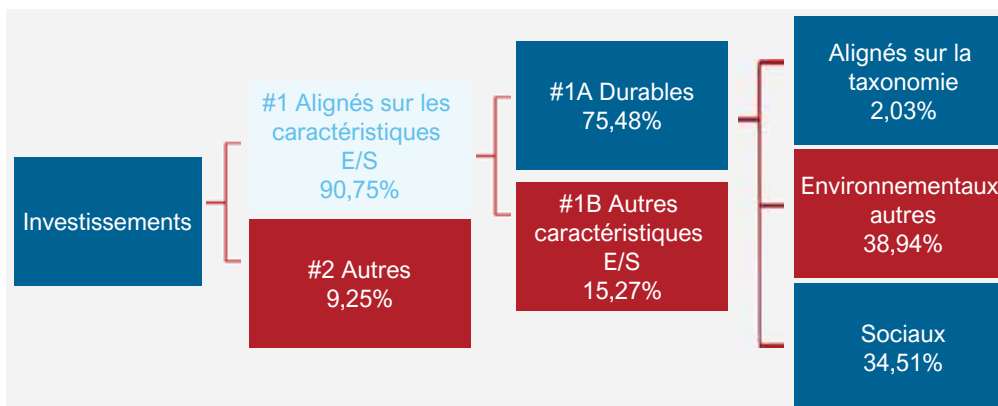 Investissements
#1 Alignés sur les
caractéristiques
E/S
90,75%
#2 Autres
9,25%
#1A Durables
75,48%
#1B Autres
caractéristiques
E/S
15,27%
Alignés sur la
taxonomie
2,03%
Environnementaux
autres
38,94%
Sociaux
34,51%